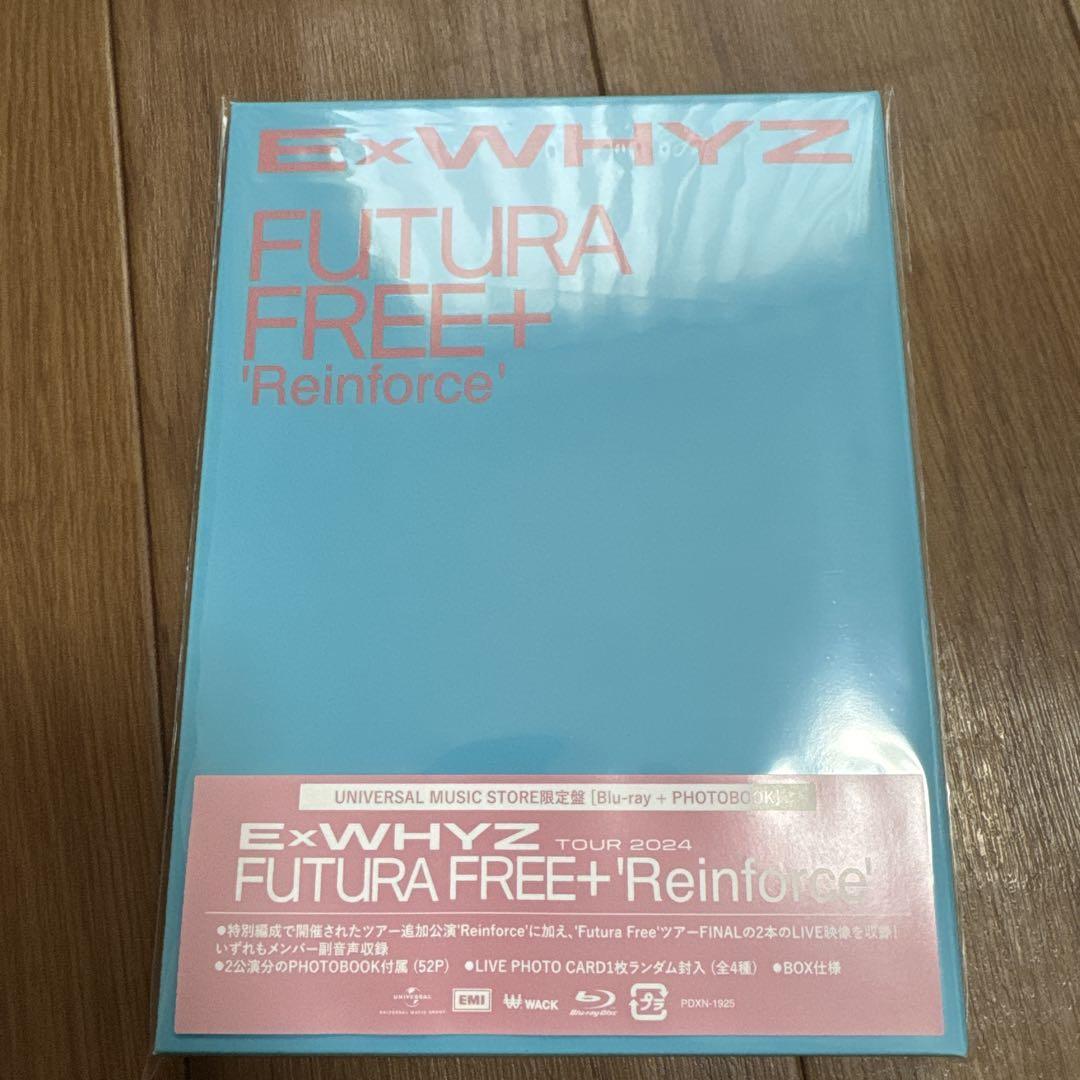 ExWHYZ
FUTURA
FREE+
'Reinforce'
UNIVERSAL MUSIC STORE限定盤 [Blu-ray + PHOTOBOOK]
ExWHYZ TOUR 2024
FUTURA FREE+'Reinforce'
●特別編成で開催されたツアー追加公演'Reinforce'に加え、'Futura Free'ツアーFINALの2本のLIVE映像を収録!
いずれもメンバー副音声収録
●2公演分のPHOTOBOOK付属（52P） ●LIVE PHOTO CARD1枚ランダム封入（全4種） ●BOX仕様
UNIVERSAL
UNIVERSAL MUSIC GROUP
EMI
WACK
Blu-ray Disc
プラ
PDXN-1925